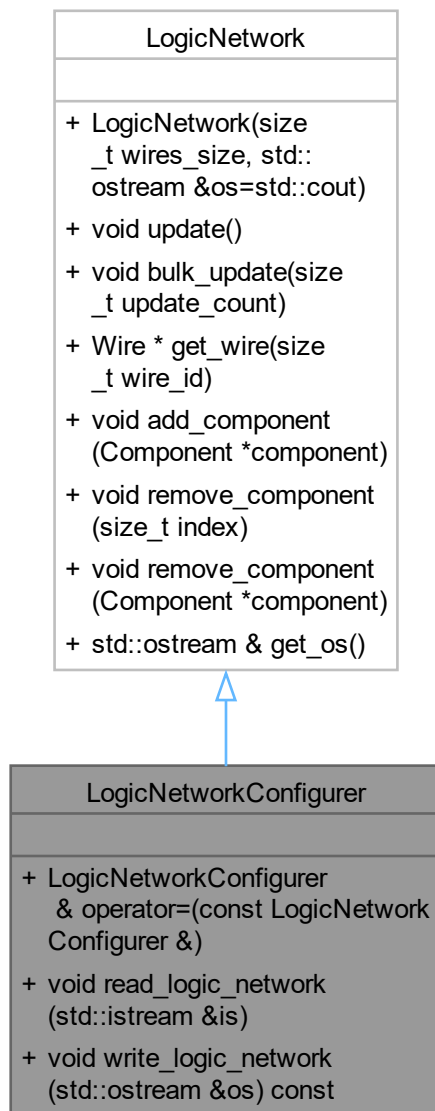 LogicNetwork
+ LogicNetwork(size
_t wires_size, std::
ostream &os=std::cout)
+ void update()
+ void bulk_update(size
_t update_count)
+ Wire * get_wire(size
_t wire_id)
+ void add_component
(Component *component)
+ void remove_component
(size_t index)
+ void remove_component
(Component *component)
+ std::ostream & get_os()
LogicNetworkConfigurer
+ LogicNetworkConfigurer
& operator=(const LogicNetwork
Configurer &)
+ void read_logic_network
(std::istream &is)
+ void write_logic_network
(std::ostream &os) const